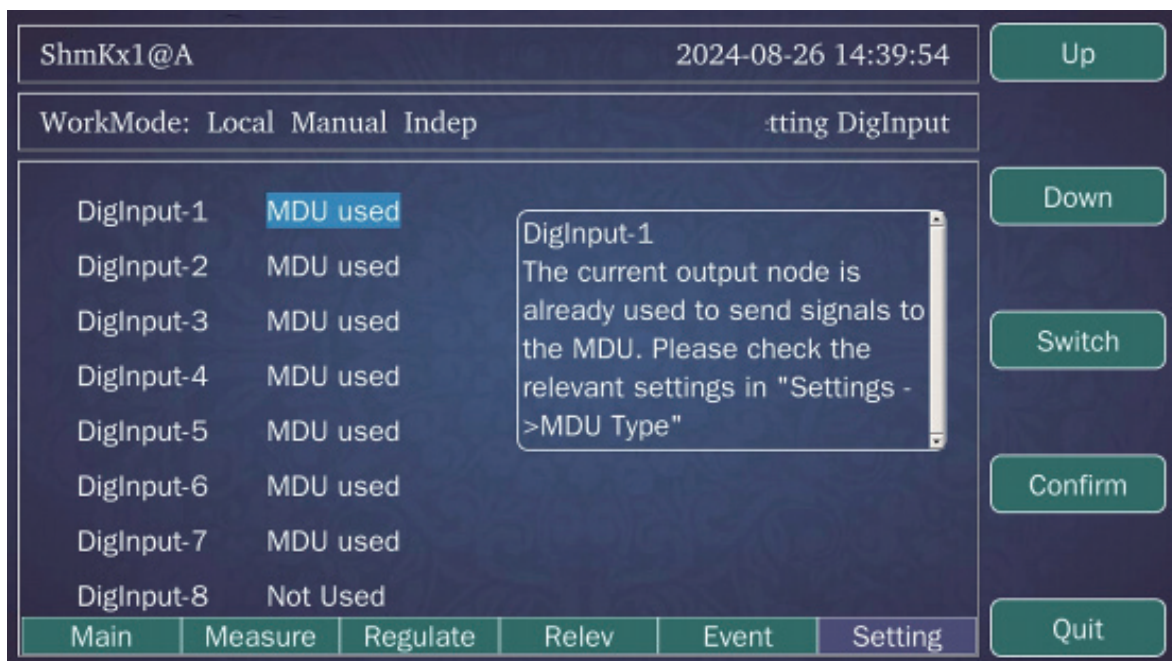 ShmKx1@A 2024-08-26 14:39:54
Up
WorkMode: Local Manual Indep tting DigInput
Down
DigInput-1 MDU used
DigInput-2 MDU used
DigInput-3 MDU used
DigInput-4 MDU used
DigInput-5 MDU used
DigInput-6 MDU used
DigInput-7 MDU used
DigInput-8 Not Used
DigInput-1
The current output node is
already used to send signals to
the MDU. Please check the
relevant settings in "Settings -
>MDU Type"
Switch
Confirm
Main Measure Regulate Relev Event Setting
Quit